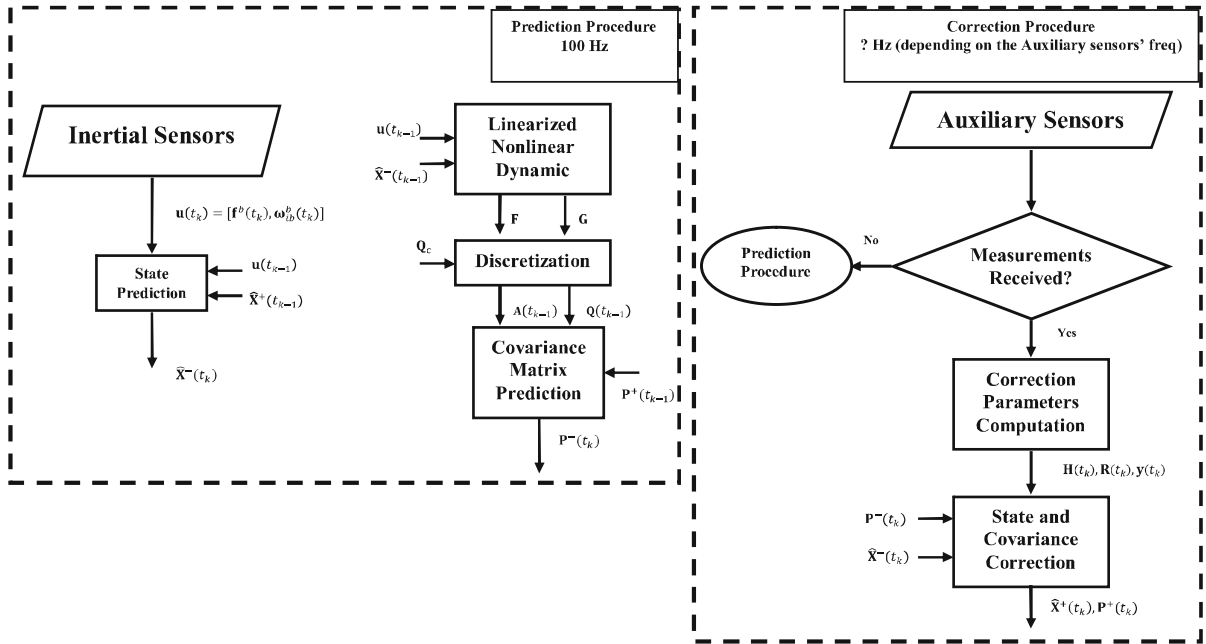 Prediction Procedure
100 Hz
Inertial Sensors
𝐮(t_k) = [𝐟^b(t_k), 𝛚^b_ib(t_k)]
State
Prediction
𝐮(t_{k−1})
𝐗̂⁺(t_{k−1})
𝐗̂⁻(t_k)
𝐮(t_{k−1})
𝐗̂⁻(t_{k−1})
Linearized
Nonlinear
Dynamic
𝐅
𝐆
𝐐_c
Discretization
𝐀(t_{k−1})
𝐐(t_{k−1})
Covariance
Matrix
Prediction
𝐏⁺(t_{k−1})
𝐏⁻(t_k)
Correction Procedure
? Hz (depending on the Auxiliary sensors' freq)
Auxiliary Sensors
Measurements
Received?
No
Prediction
Procedure
Yes
Correction
Parameters
Computation
𝐇(t_k), 𝐑(t_k), 𝐲(t_k)
𝐏⁻(t_k)
𝐗̂⁻(t_k)
State and
Covariance
Correction
𝐗̂⁺(t_k), 𝐏⁺(t_k)